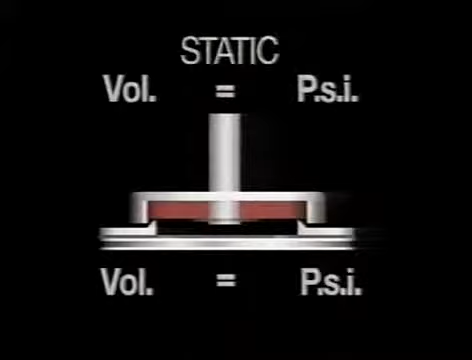 STATIC
Vol. = P.s.i.
Vol. = P.s.i.